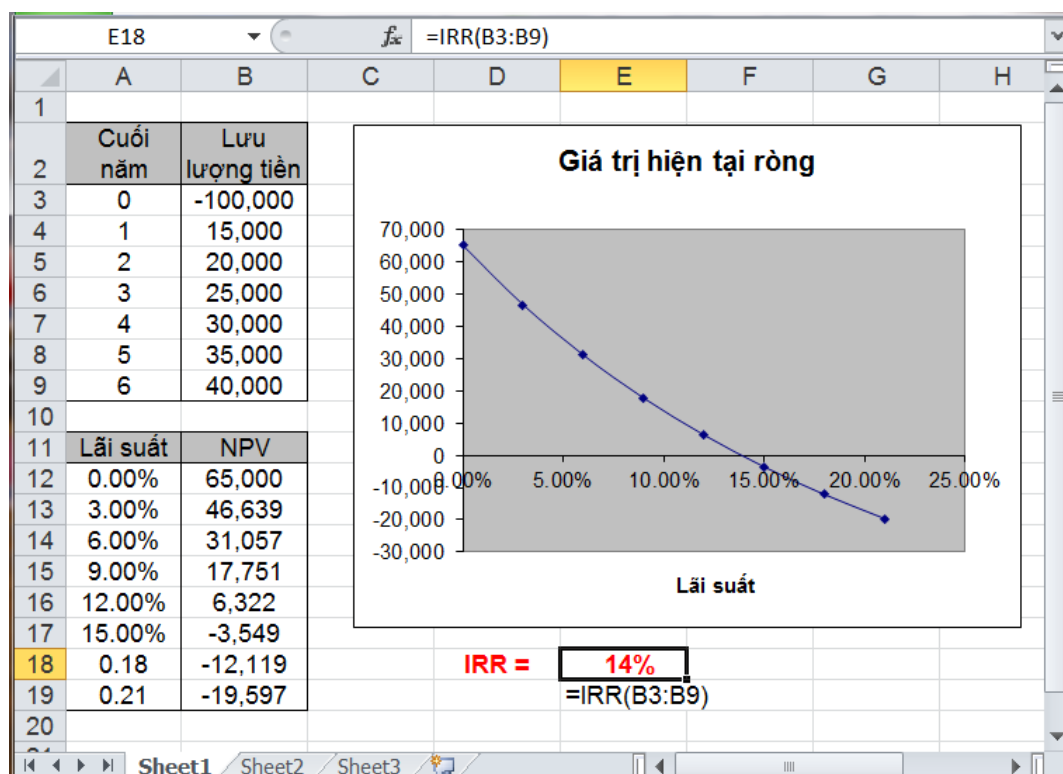 E18 fx =IRR(B3:B9)
A B C D E F G H
1
2 Cuối năm Lưu lượng tiền
3 0 -100,000
4 1 15,000
5 2 20,000
6 3 25,000
7 4 30,000
8 5 35,000
9 6 40,000
10
11 Lãi suất NPV
12 0.00% 65,000
13 3.00% 46,639
14 6.00% 31,057
15 9.00% 17,751
16 12.00% 6,322
17 15.00% -3,549
18 0.18 -12,119
19 0.21 -19,597
20
Giá trị hiện tại ròng
70,000
60,000
50,000
40,000
30,000
20,000
10,000
0
-10,000
-20,000
-30,000
0.00% 5.00% 10.00% 15.00% 20.00% 25.00%
Lãi suất
IRR = 14%
=IRR(B3:B9)
Sheet1 Sheet2 Sheet3